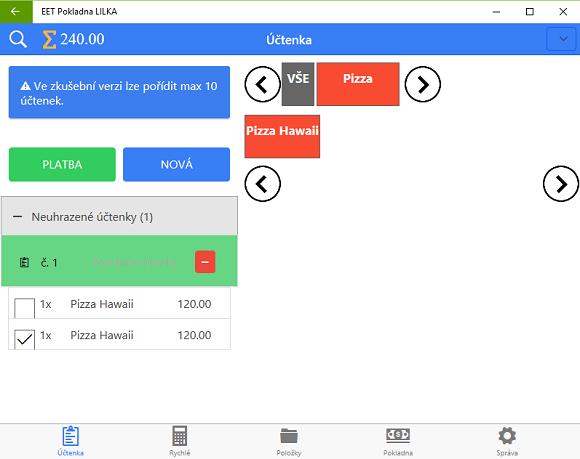 EET Pokladna LILKA
240.00
Účtenka
Ve zkušební verzi lze pořídit max 10
účtenek.
VŠE
Pizza
Pizza Hawaii
PLATBA
NOVÁ
Neuhrazené účtenky (1)
č. 1
1x Pizza Hawaii 120.00
1x Pizza Hawaii 120.00
Účtenka
Rychlé
Položky
Pokladna
Správa